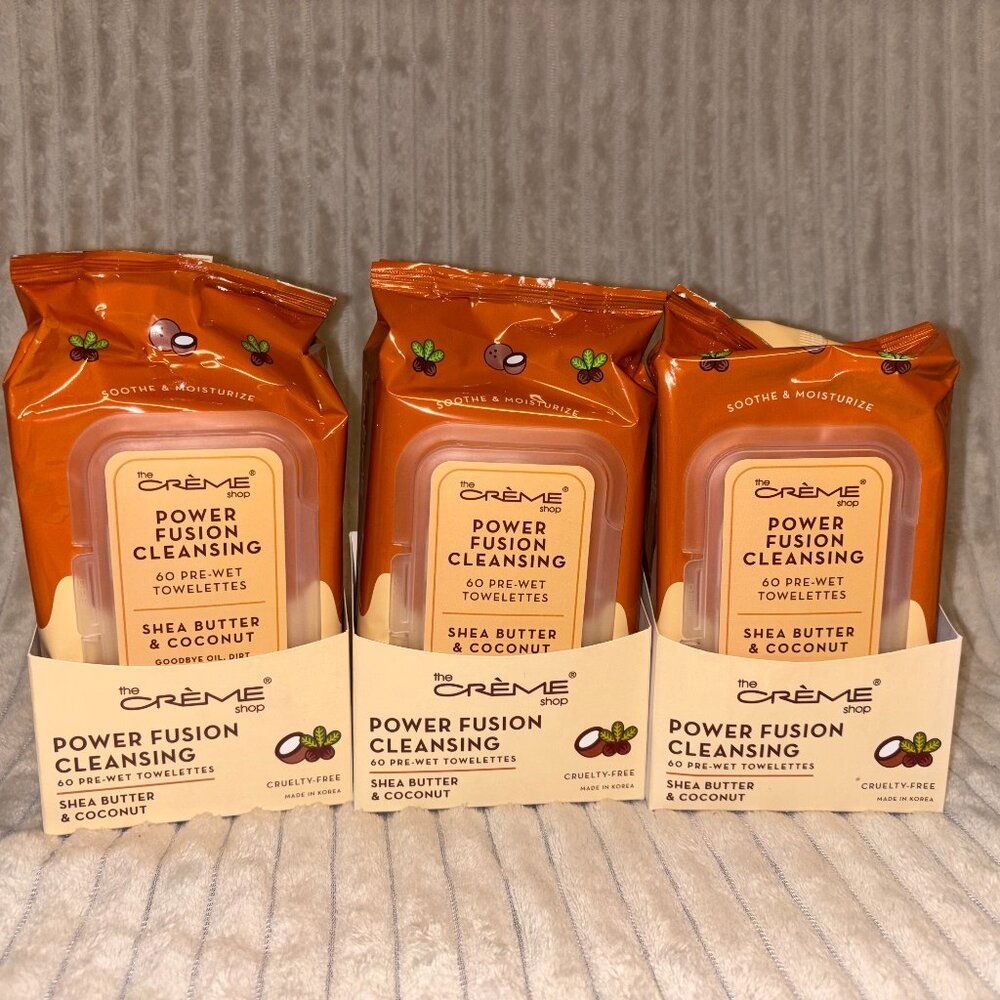 SOOTHE & MOISTURIZE
the
CRÈME®
shop
POWER
FUSION
CLEANSING
60 PRE-WET
TOWELETTES
SHEA BUTTER
& COCONUT
GOODBYE OIL, DIRT
the
CRÈME®
shop
POWER FUSION
CLEANSING
60 PRE-WET TOWELETTES
SHEA BUTTER
& COCONUT
CRUELTY-FREE
MADE IN KOREA
SOOTHE & MOISTURIZE
the
CRÈME®
shop
POWER
FUSION
CLEANSING
60 PRE-WET
TOWELETTES
SHEA BUTTER
& COCONUT
the
CRÈME®
shop
POWER FUSION
CLEANSING
60 PRE-WET TOWELETTES
SHEA BUTTER
& COCONUT
CRUELTY-FREE
MADE IN KOREA
SOOTHE & MOISTURIZE
the
CRÈME®
shop
POWER
FUSION
CLEANSING
60 PRE-WET
TOWELETTES
SHEA BUTTER
& COCONUT
the
CRÈME®
shop
POWER FUSION
CLEANSING
60 PRE-WET TOWELETTES
SHEA BUTTER
& COCONUT
CRUELTY-FREE
MADE IN KOREA